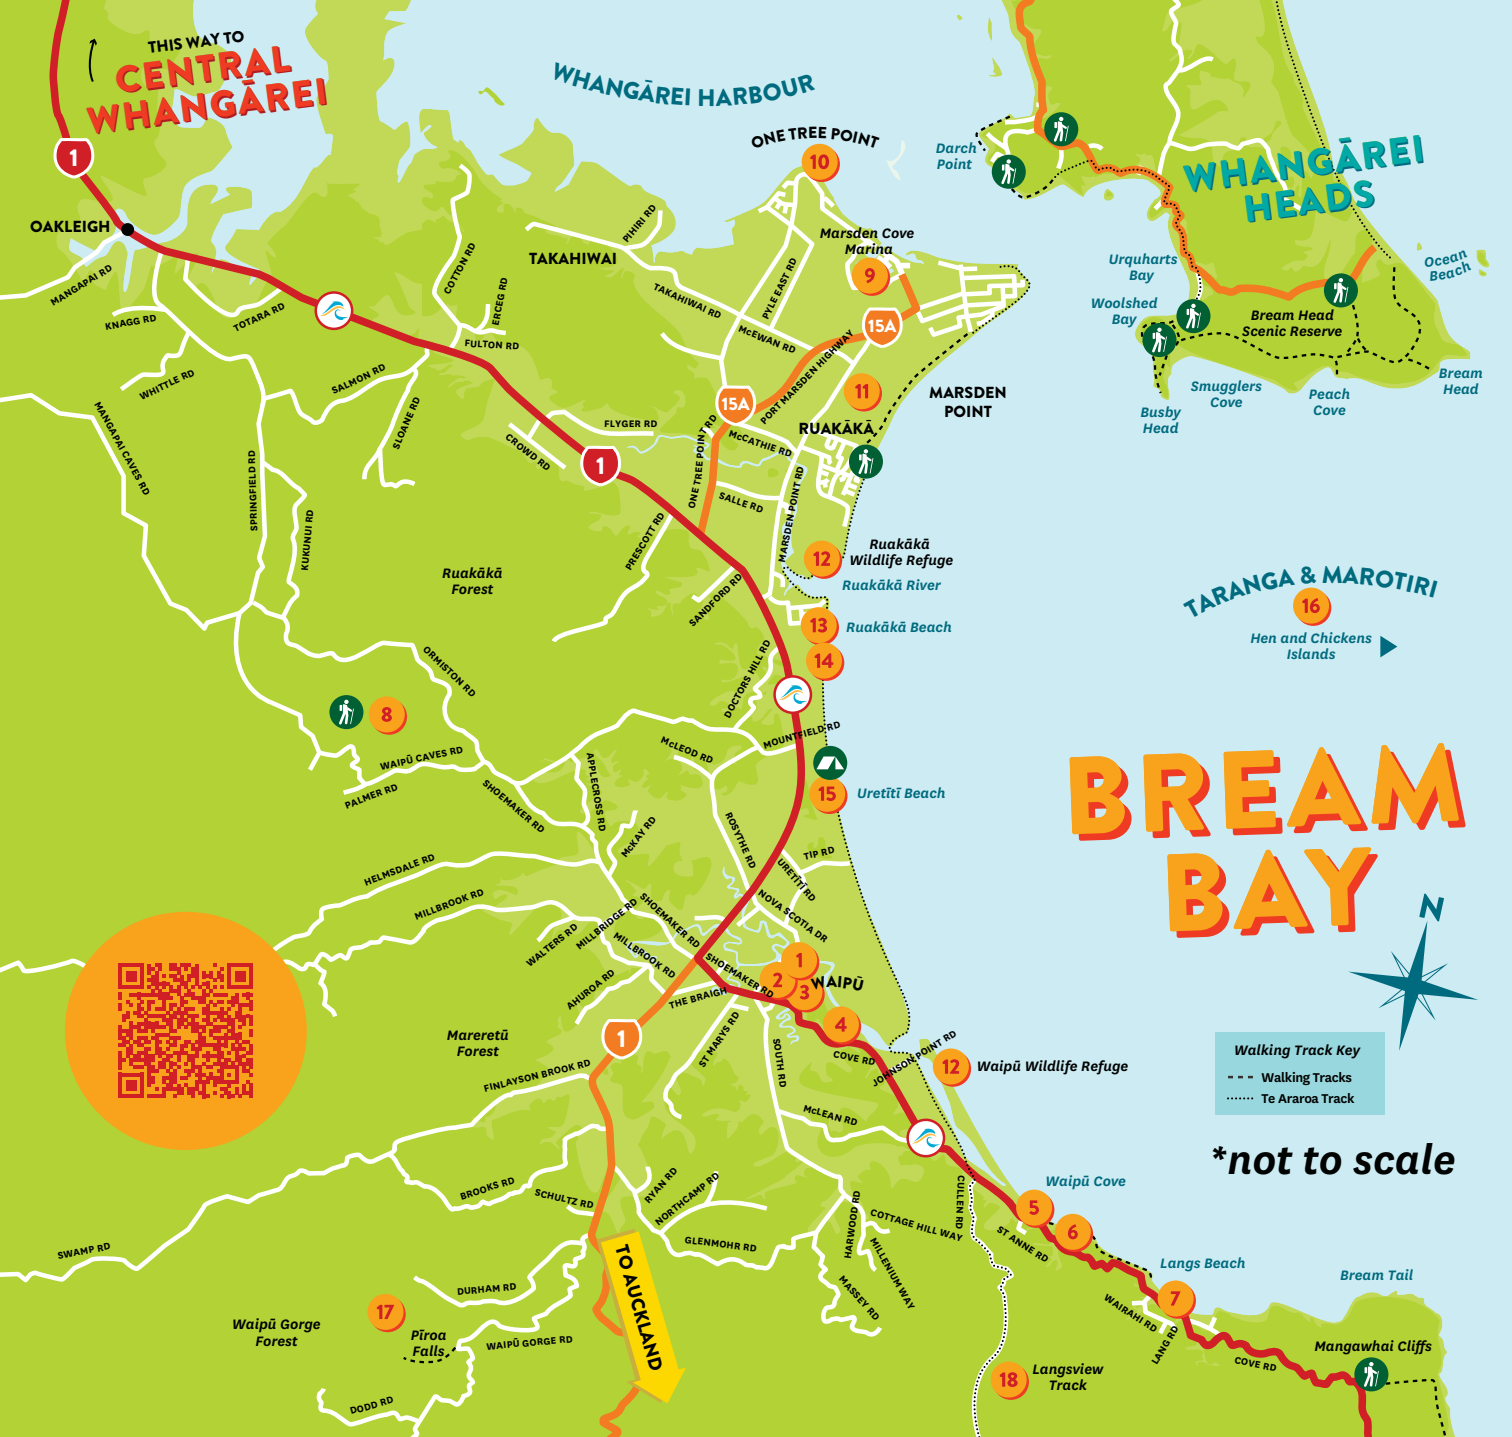 THIS WAY TO
CENTRAL
WHANGĀREI
WHANGĀREI HARBOUR
ONE TREE POINT
10
Darch
Point
WHANGĀREI
HEADS
1
OAKLEIGH
MANGAPAI RD
KNAGG RD
TOTARA RD
WHITTLE RD
SALMON RD
COTTON RD
ERCEG RD
FULTON RD
PIHIRI RD
TAKAHIWAI
TAKAHIWAI RD
PYLE EAST RD
McEWAN RD
Marsden Cove
Marina
9
15A
15A
PORT MARSDEN HIGHWAY
11
RUAKĀKĀ
MARSDEN
POINT
Urquharts
Bay
Woolshed
Bay
Bream Head
Scenic Reserve
Ocean
Beach
Smugglers
Cove
Busby
Head
Peach
Cove
Bream
Head
MANGAPAI CAVES RD
SPRINGFIELD RD
KUKUNUI RD
SLOANE RD
CROWD RD
FLYGER RD
1
ONE TREE POINT RD
McCATHIE RD
SALLE RD
MARSDEN POINT RD
PRESCOTT RD
SANDFORD RD
Ruakākā
Forest
12
Ruakākā
Wildlife Refuge
Ruakākā River
13
Ruakākā Beach
14
TARANGA & MAROTIRI
16
Hen and Chickens
Islands
ORMISTON RD
DOCTORS HILL RD
8
WAIPŪ CAVES RD
PALMER RD
SHOEMAKER RD
APPLECROSS RD
McLEOD RD
MOUNTFIELD RD
15
Uretītī Beach
BREAM
BAY
McKAY RD
ROSYTHE RD
TIP RD
URETĪTĪ RD
NOVA SCOTIA DR
HELMSDALE RD
MILLBROOK RD
WALTERS RD
MILLBRIDGE RD
SHOEMAKER RD
MILLBROOK RD
AHUROA RD
SHOEMAKER RD
THE BRAIGH
1
2
3
WAIPŪ
4
1
N
Mareretū
Forest
FINLAYSON BROOK RD
ST MARYS RD
SOUTH RD
COVE RD
JOHNSON POINT RD
12
Waipū Wildlife Refuge
Walking Track Key
Walking Tracks
Te Araroa Track
*not to scale
McLEAN RD
BROOKS RD
SCHULTZ RD
RYAN RD
NORTHCAMP RD
GLENMOHR RD
HARWOOD RD
COTTAGE HILL WAY
MILLENIUM WAY
MASSEY RD
CULLEN RD
ST ANNE RD
Waipū Cove
5
6
Langs Beach
7
Bream Tail
WAIRAHI RD
LANG RD
COVE RD
Mangawhai Cliffs
SWAMP RD
TO AUCKLAND
DURHAM RD
17
Waipū Gorge
Forest
Pīroa
Falls
WAIPŪ GORGE RD
DODD RD
18
Langsview
Track